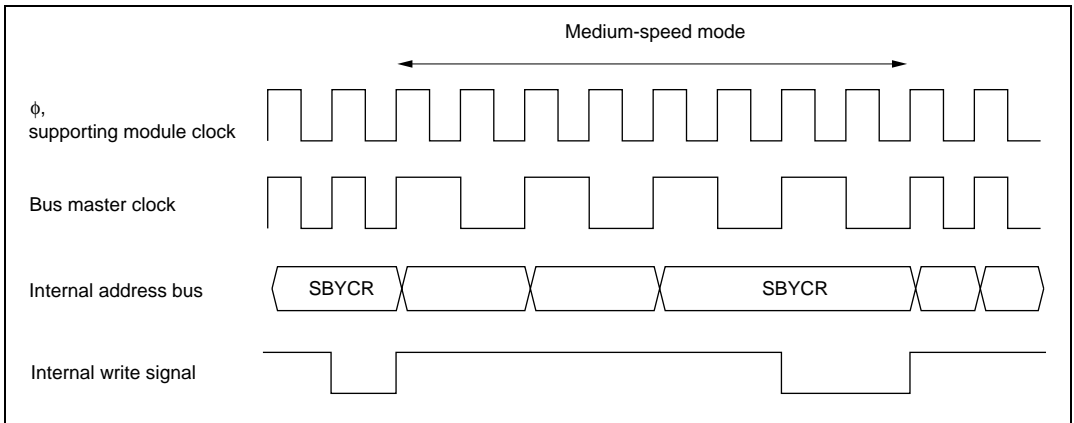 Medium-speed mode
ϕ,
supporting module clock
Bus master clock
Internal address bus
SBYCR
SBYCR
Internal write signal